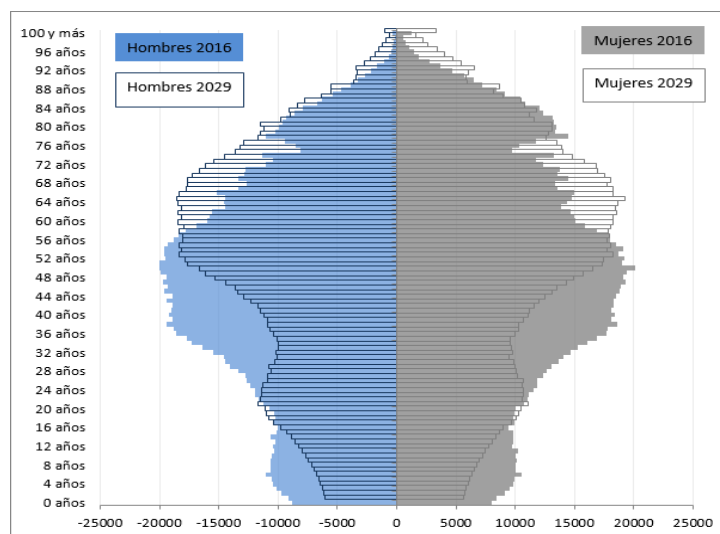 Hombres 2016
Hombres 2029
Mujeres 2016
Mujeres 2029
100 y más
96 años
92 años
88 años
84 años
80 años
76 años
72 años
68 años
64 años
60 años
56 años
52 años
48 años
44 años
40 años
36 años
32 años
28 años
24 años
20 años
16 años
12 años
8 años
4 años
0 años
-25000 -20000 -15000 -10000 -5000 0 5000 10000 15000 20000 25000